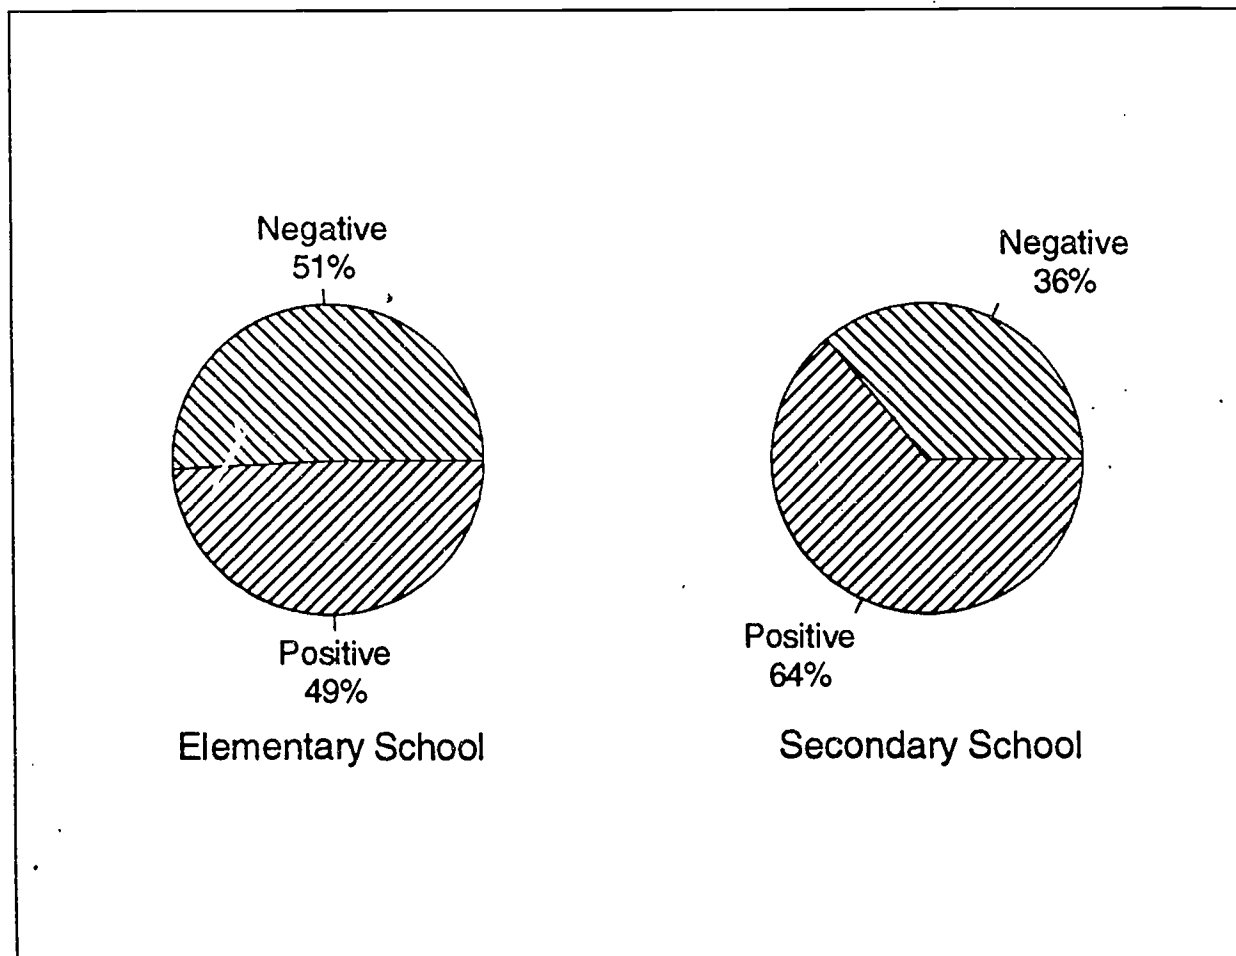 Negative
51%
Positive
49%
Elementary School
Negative
36%
Positive
64%
Secondary School